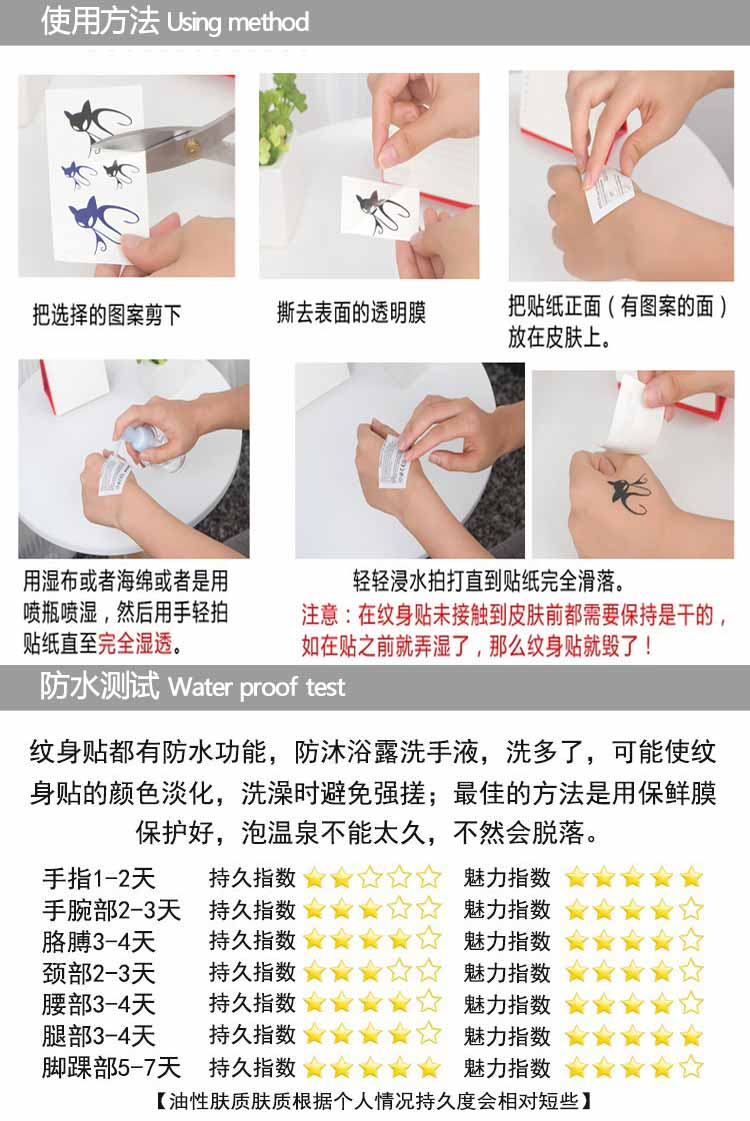 使用方法 Using method
把选择的图案剪下
撕去表面的透明膜
把贴纸正面（有图案的面）
放在皮肤上。
用湿布或者海绵或者是用
喷瓶喷湿，然后用手轻拍
贴纸直至完全湿透。
轻轻浸水拍打直到贴纸完全滑落。
注意：在纹身贴未接触到皮肤前都需要保持是干的，
如在贴之前就弄湿了，那么纹身贴就毁了！
防水测试 Water proof test
纹身贴都有防水功能，防沐浴露洗手液，洗多了，可能使纹
身贴的颜色淡化，洗澡时避免强搓；最佳的方法是用保鲜膜
保护好，泡温泉不能太久，不然会脱落。
手指1-2天 持久指数 魅力指数
手腕部2-3天 持久指数 魅力指数
胳膊3-4天 持久指数 魅力指数
颈部2-3天 持久指数 魅力指数
腰部3-4天 持久指数 魅力指数
腿部3-4天 持久指数 魅力指数
脚踝部5-7天 持久指数 魅力指数
【油性肤质肤质根据个人情况持久度会相对短些】